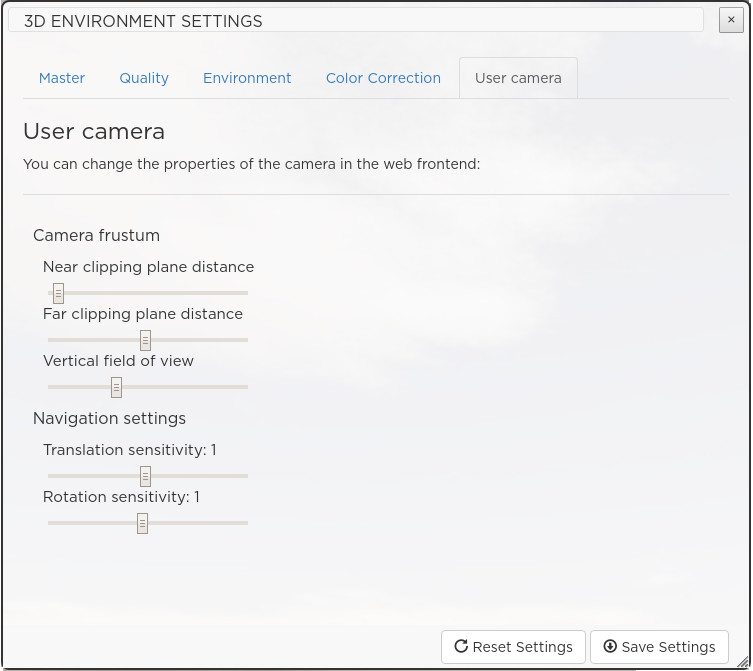 3D ENVIRONMENT SETTINGS
×
Master Quality Environment Color Correction User camera
User camera
You can change the properties of the camera in the web frontend:
Camera frustum
Near clipping plane distance
Far clipping plane distance
Vertical field of view
Navigation settings
Translation sensitivity: 1
Rotation sensitivity: 1
Reset Settings Save Settings